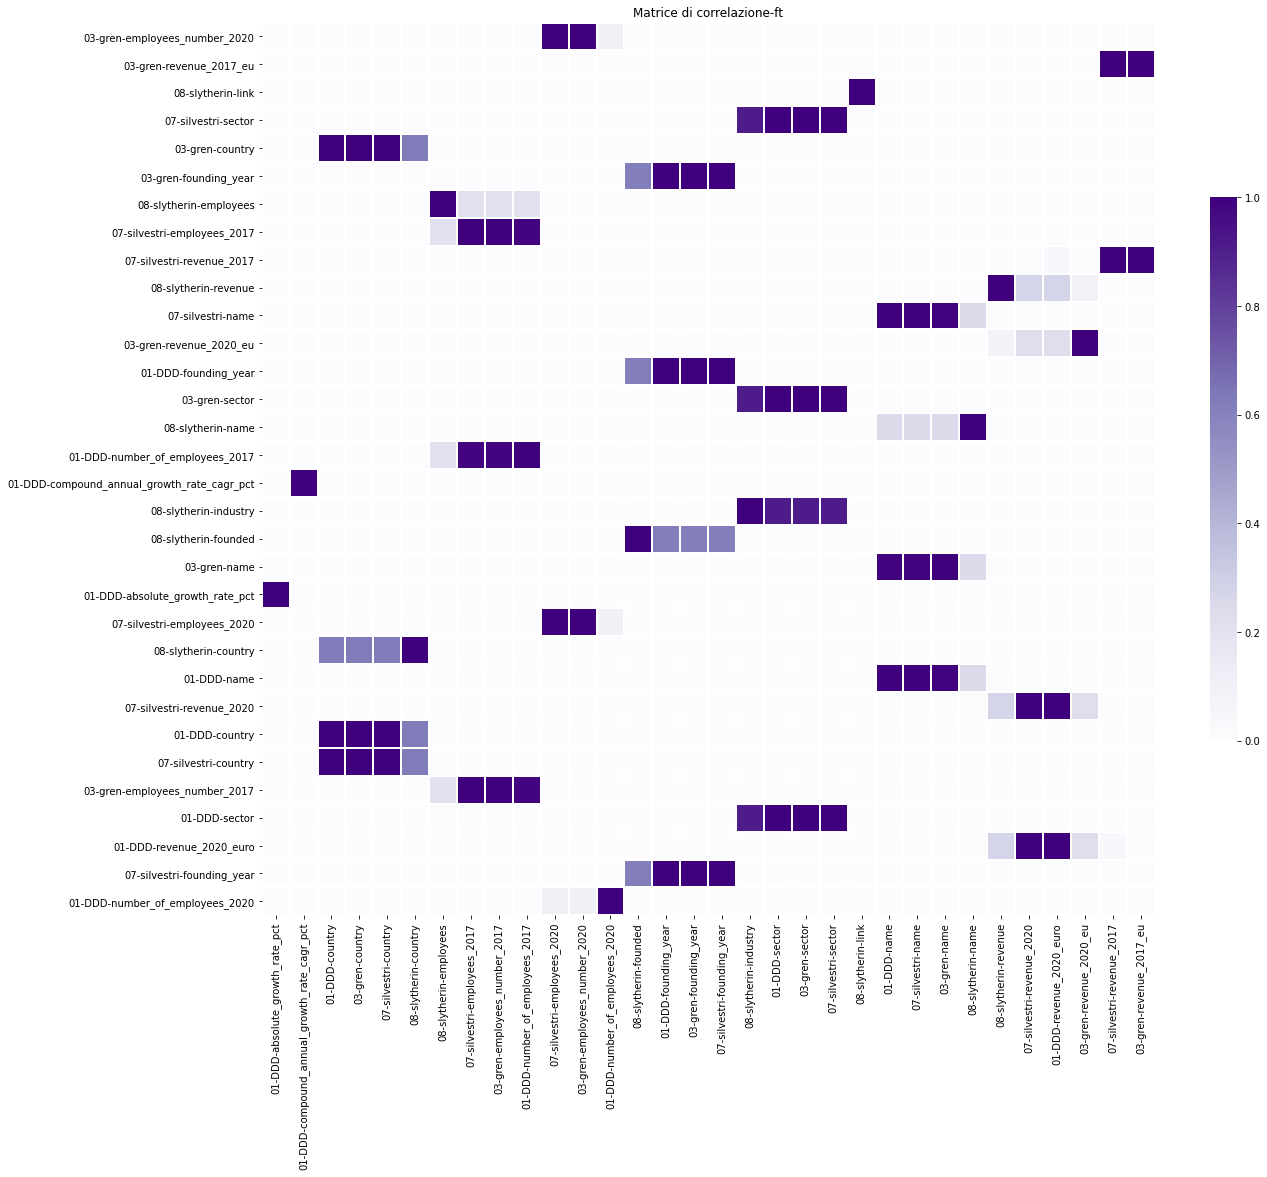 Matrice di correlazione-ft
03-gren-employees_number_2020
03-gren-revenue_2017_eu
08-slytherin-link
07-silvestri-sector
03-gren-country
03-gren-founding_year
08-slytherin-employees
07-silvestri-employees_2017
07-silvestri-revenue_2017
08-slytherin-revenue
07-silvestri-name
03-gren-revenue_2020_eu
01-DDD-founding_year
03-gren-sector
08-slytherin-name
01-DDD-number_of_employees_2017
01-DDD-compound_annual_growth_rate_cagr_pct
08-slytherin-industry
08-slytherin-founded
03-gren-name
01-DDD-absolute_growth_rate_pct
07-silvestri-employees_2020
08-slytherin-country
01-DDD-name
07-silvestri-revenue_2020
01-DDD-country
07-silvestri-country
03-gren-employees_number_2017
01-DDD-sector
01-DDD-revenue_2020_euro
07-silvestri-founding_year
01-DDD-number_of_employees_2020
01-DDD-absolute_growth_rate_pct
01-DDD-compound_annual_growth_rate_cagr_pct
01-DDD-country
03-gren-country
07-silvestri-country
08-slytherin-country
08-slytherin-employees
07-silvestri-employees_2017
03-gren-employees_number_2017
01-DDD-number_of_employees_2017
07-silvestri-employees_2020
03-gren-employees_number_2020
01-DDD-number_of_employees_2020
08-slytherin-founded
01-DDD-founding_year
03-gren-founding_year
07-silvestri-founding_year
08-slytherin-industry
01-DDD-sector
03-gren-sector
07-silvestri-sector
08-slytherin-link
01-DDD-name
07-silvestri-name
03-gren-name
08-slytherin-name
08-slytherin-revenue
07-silvestri-revenue_2020
01-DDD-revenue_2020_euro
03-gren-revenue_2020_eu
07-silvestri-revenue_2017
03-gren-revenue_2017_eu
1.0
0.8
0.6
0.4
0.2
0.0